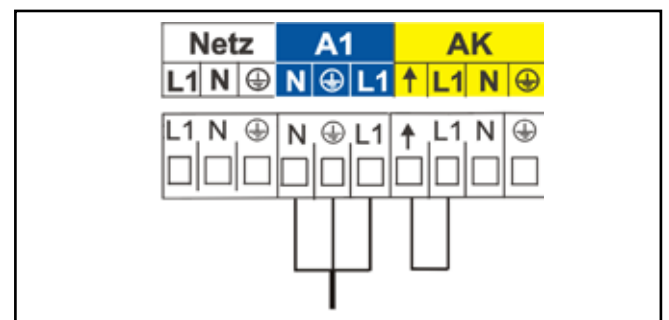 Netz A1 AK
L1 N ⏚ N ⏚ L1 ↑ L1 N ⏚
L1 N ⏚ N ⏚ L1 ↑ L1 N ⏚